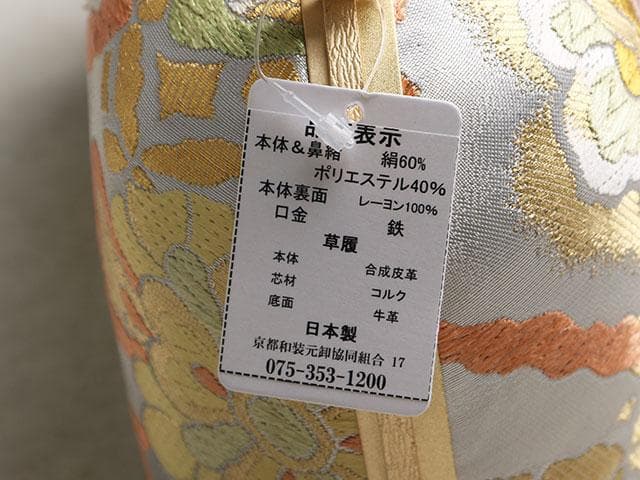 品 表示
本体＆鼻緒 絹60%
ポリエステル40%
本体裏面 レーヨン100%
口金 鉄
草履
本体 合成皮革
芯材 コルク
底面 牛革
日本製
京都和装元卸協同組合 17
075-353-1200